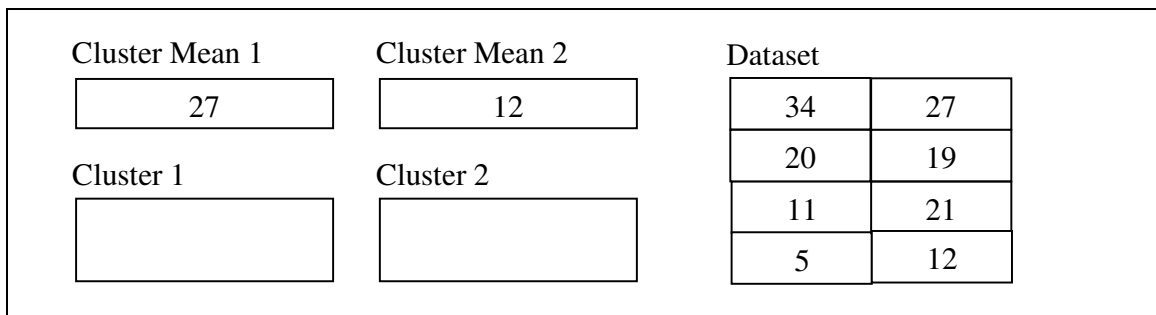 Cluster Mean 1 Cluster Mean 2 Dataset
27 12 34 27
20 19
Cluster 1 Cluster 2
11 21
5 12